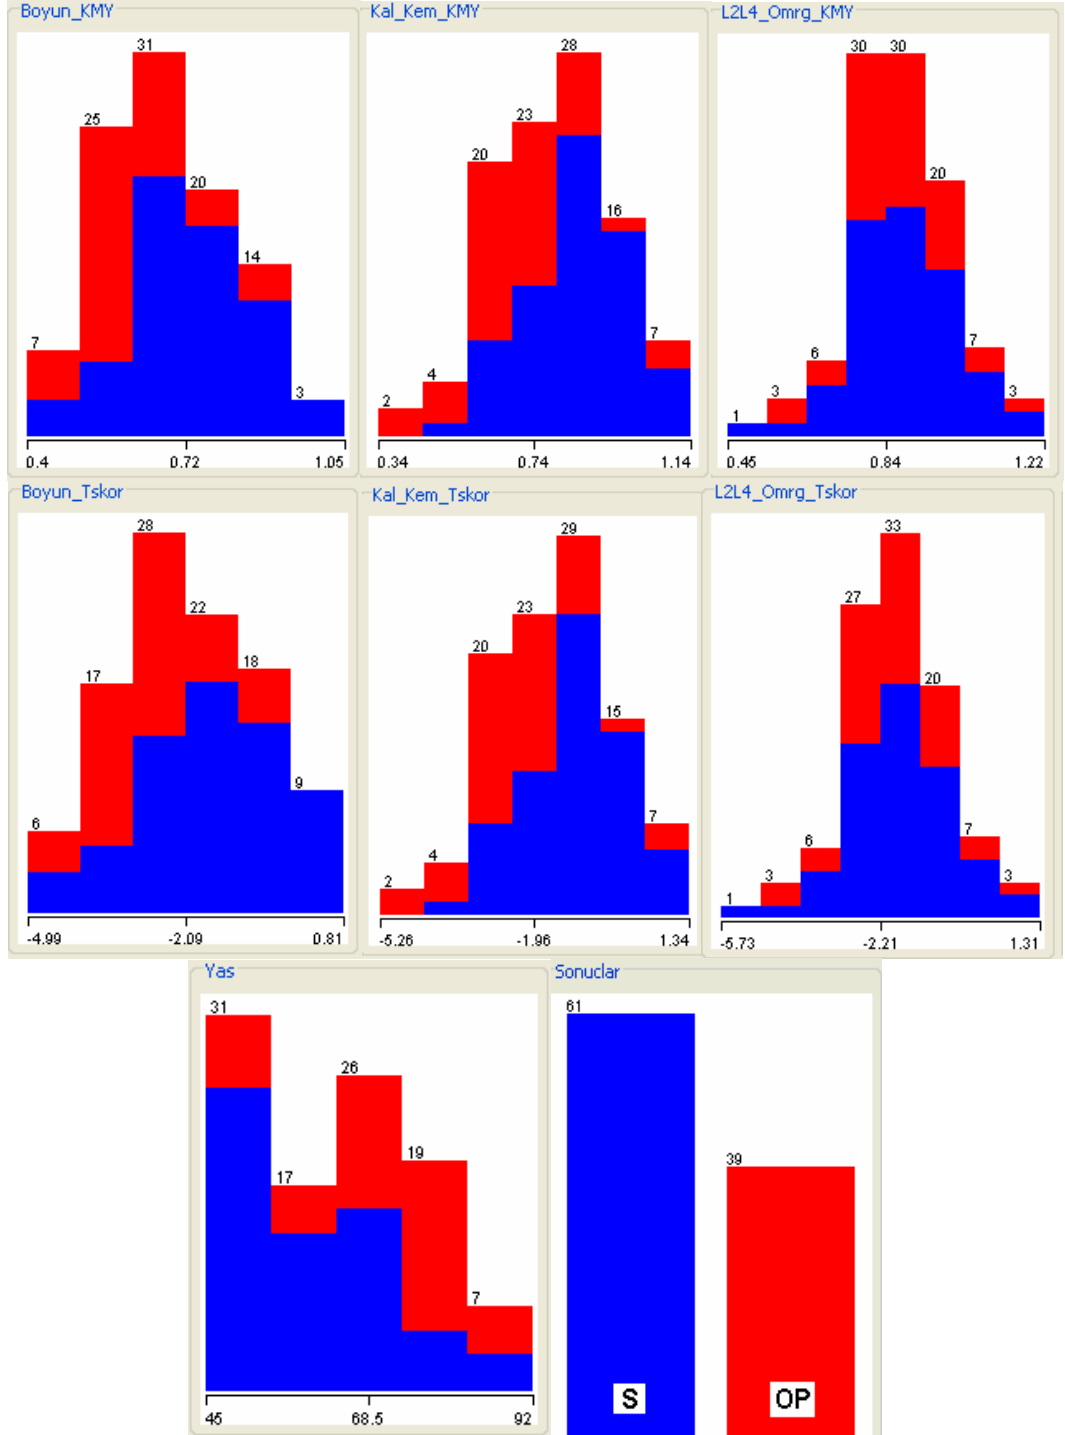 Boyun_KMY
31
25
20
14
7
3
0.4 0.72 1.05
Kal_Kem_KMY
28
23
20
16
7
4
2
0.34 0.74 1.14
L2L4_Omrg_KMY
30 30
20
7
6
3 3
1
0.45 0.84 1.22
Boyun_Tskor
28
22
18
17
9
6
-4.99 -2.09 0.81
Kal_Kem_Tskor
29
23
20
15
7
4
2
-5.26 -1.96 1.34
L2L4_Omrg_Tskor
33
27
20
7
6
3 3
1
-5.73 -2.21 1.31
Yas
31
26
19
17
7
45 68.5 92
Sonuclar
61
39
S OP